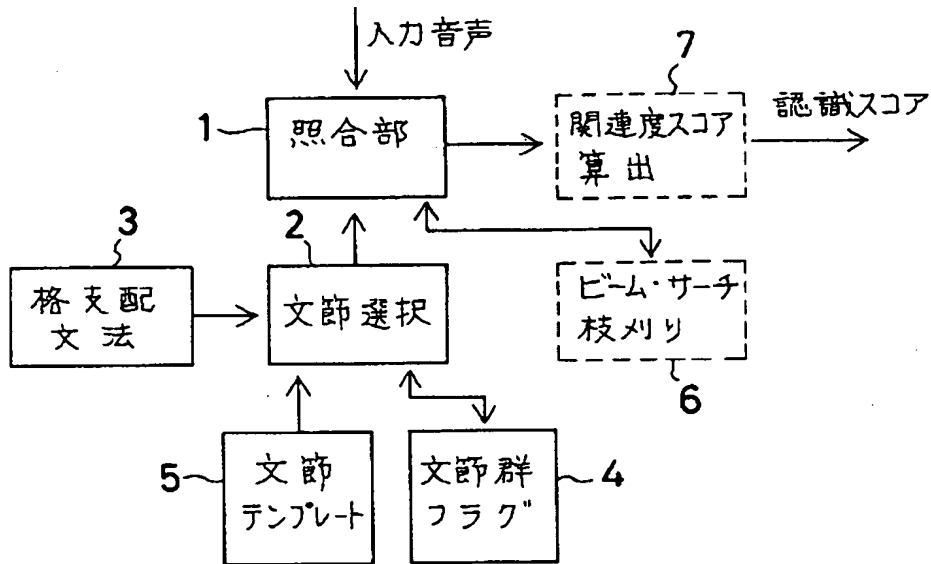 入力音声
7
認識スコア
1
照合部
関連度スコア
算出
3
2
格支配
文法
文節選択
ビーム・サーチ
枝刈り
6
5
文節
テンプレート
文節群
フラグ
4